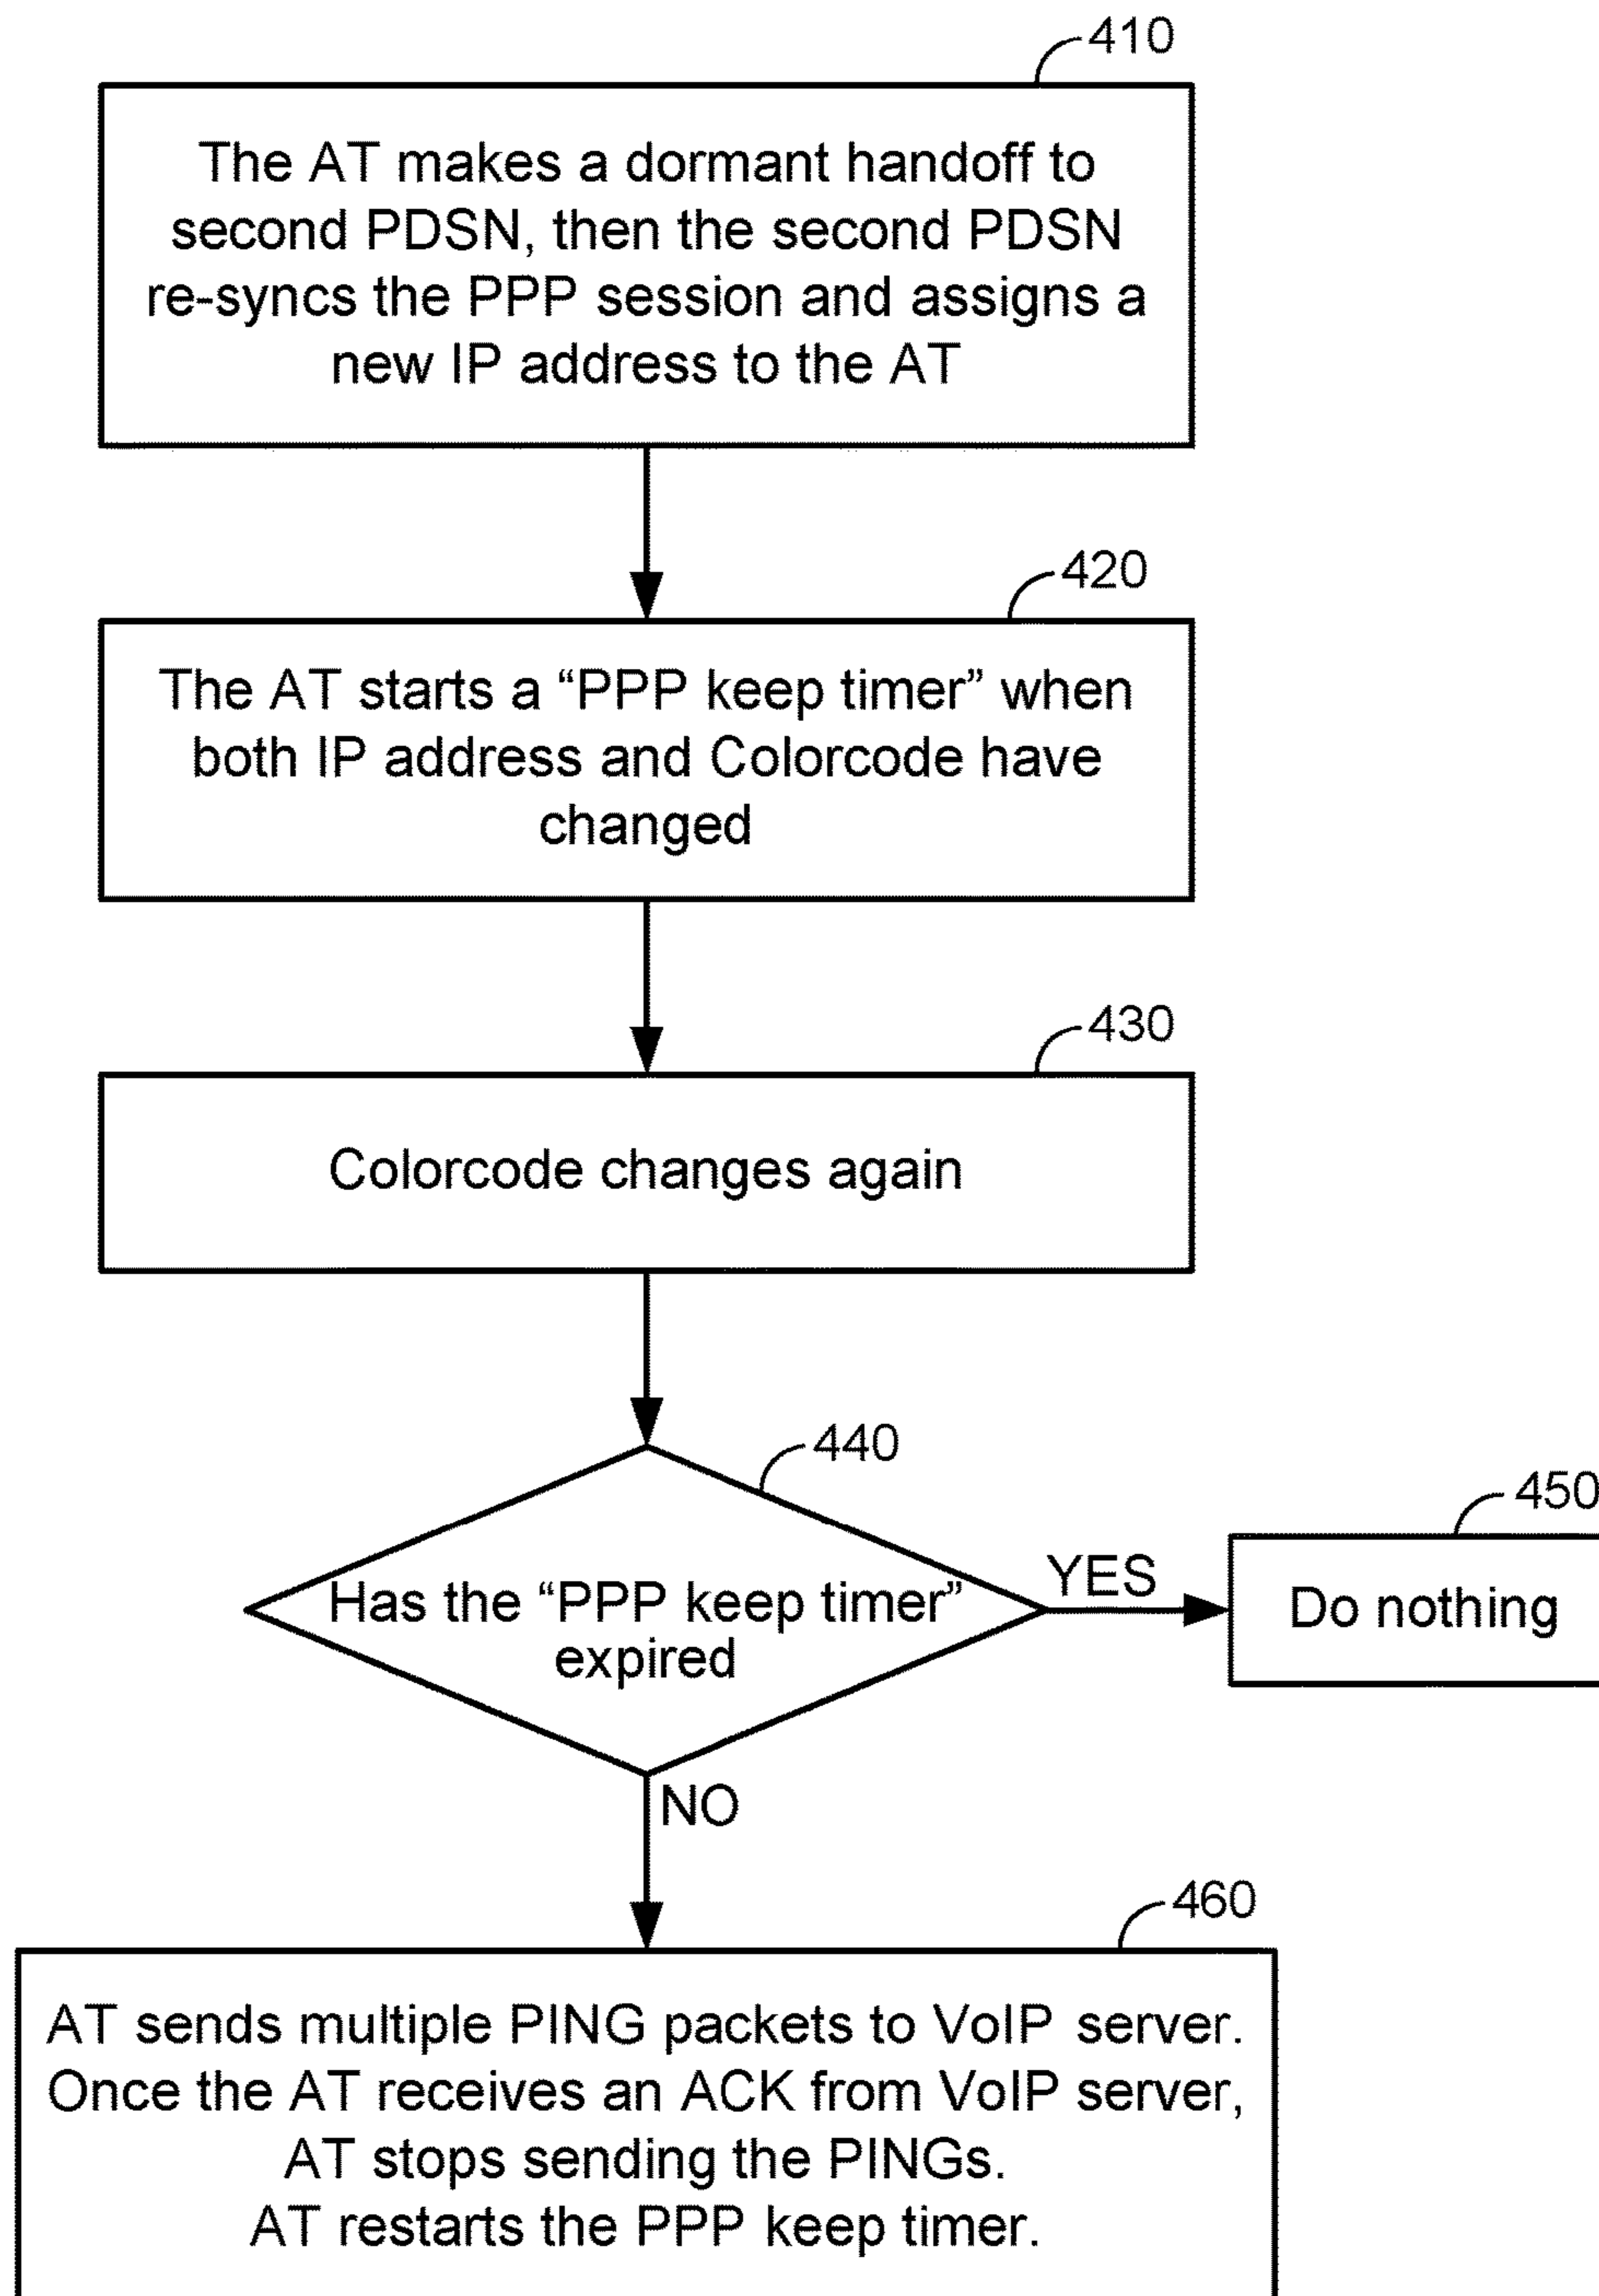 410
The AT makes a dormant handoff to
second PDSN, then the second PDSN
re-syncs the PPP session and assigns a
new IP address to the AT
420
The AT starts a “PPP keep timer” when
both IP address and Colorcode have
changed
430
Colorcode changes again
440
Has the “PPP keep timer”
expired
YES
450
Do nothing
NO
460
AT sends multiple PING packets to VoIP server.
Once the AT receives an ACK from VoIP server,
AT stops sending the PINGs.
AT restarts the PPP keep timer.